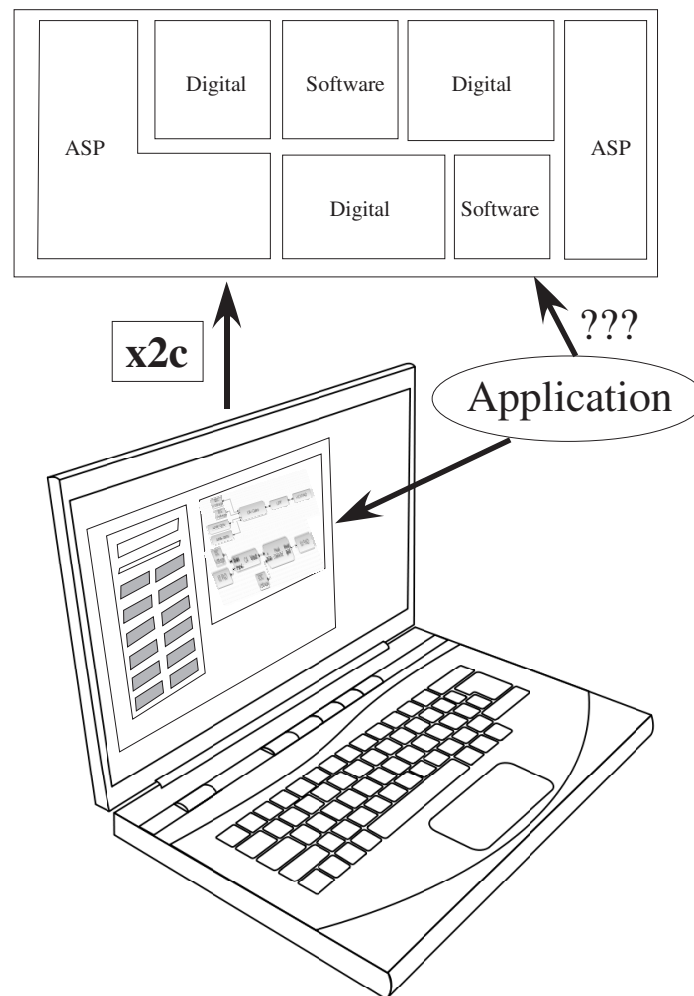 Digital
Software
Digital
ASP
ASP
Digital
Software
x2c
???
Application